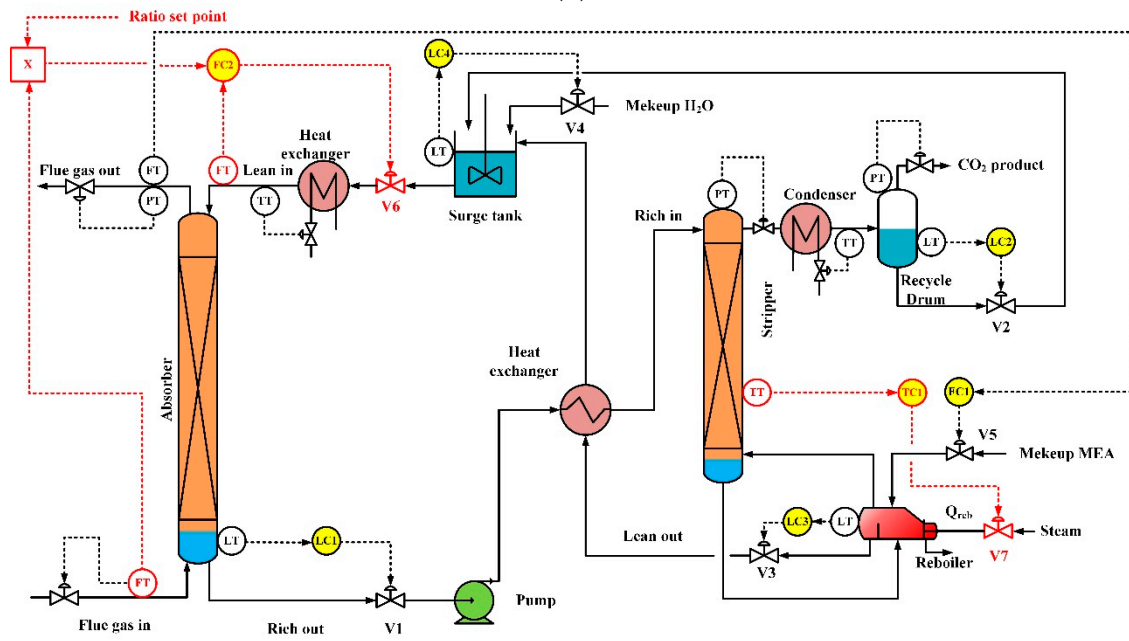 Ratio set point
X
FC2
LC4
LT
Mekeup H₂O
V4
Heat
exchanger
Flue gas out
FT
PT
FT
Lean in
TT
V6
Surge tank
PT
CO₂ product
PT
Condenser
Rich in
TT
LT
LC2
Recycle
Drum
V2
Stripper
Absorber
Heat
exchanger
TT
TC1
FC1
V5
Mekeup MEA
LT
LC1
LC3
LT
Q_reb
Steam
V7
Lean out
V3
Reboiler
FT
Pump
Flue gas in
Rich out
V1